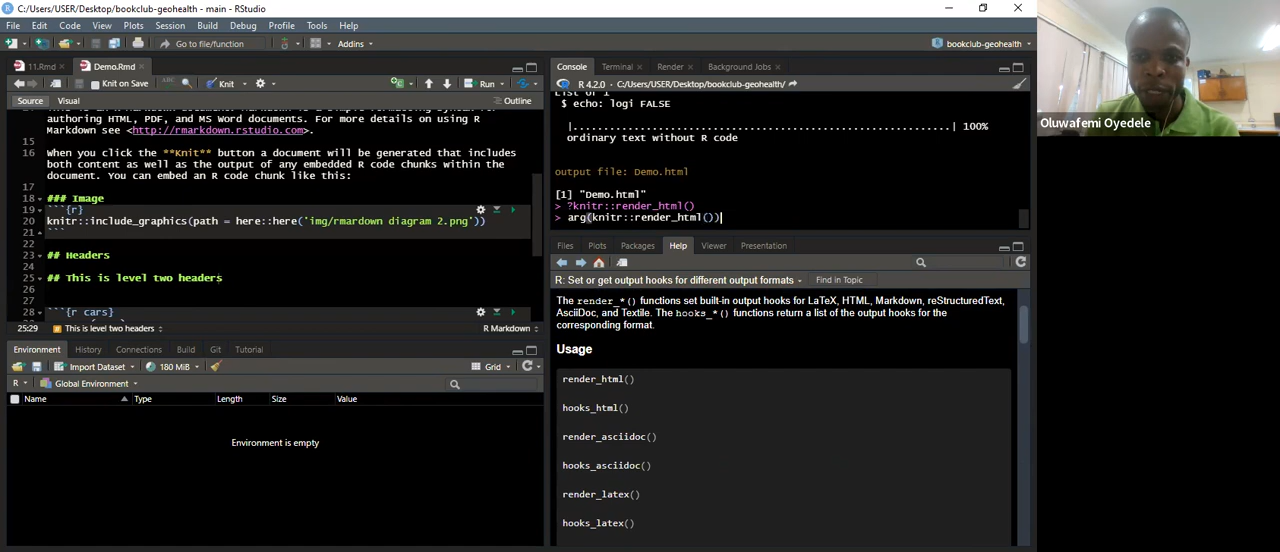 C:/Users/USER/Desktop/bookclub-geohealth - main - RStudio
File Edit Code View Plots Session Build Debug Profile Tools Help
Go to file/function Addins bookclub-geohealth
11.Rmd Demo.Rmd
Knit on Save ABC Knit Run
Source Visual Outline
authoring HTML, PDF, and MS Word documents. For more details on using R
Markdown see <http://rmarkdown.rstudio.com>.
15
16 When you click the **Knit** button a document will be generated that includes
both content as well as the output of any embedded R code chunks within the
document. You can embed an R code chunk like this:
17
18 ### Image
19 ```{r}
20 knitr::include_graphics(path = here::here('img/rmardown diagram 2.png'))
21 ```
22
23 ## Headers
24
25 ## This is level two headers
26
27
28 ```{r cars}
25:29 This is level two headers R Markdown
Environment History Connections Build Git Tutorial
Import Dataset 180 MiB Grid
R Global Environment
Name Type Length Size Value
Environment is empty
Console Terminal Render Background Jobs
R 4.2.0 · C:/Users/USER/Desktop/bookclub-geohealth/
List of 1
$ echo: logi FALSE
|......................................................................| 100%
ordinary text without R code
output file: Demo.html
[1] "Demo.html"
> ?knitr::render_html()
> arg(knitr::render_html())
Files Plots Packages Help Viewer Presentation
R: Set or get output hooks for different output formats Find in Topic
The render_*() functions set built-in output hooks for LaTeX, HTML, Markdown, reStructuredText,
AsciiDoc, and Textile. The hooks_*() functions return a list of the output hooks for the
corresponding format.
Usage
render_html()
hooks_html()
render_asciidoc()
hooks_asciidoc()
render_latex()
hooks_latex()
Oluwafemi Oyedele